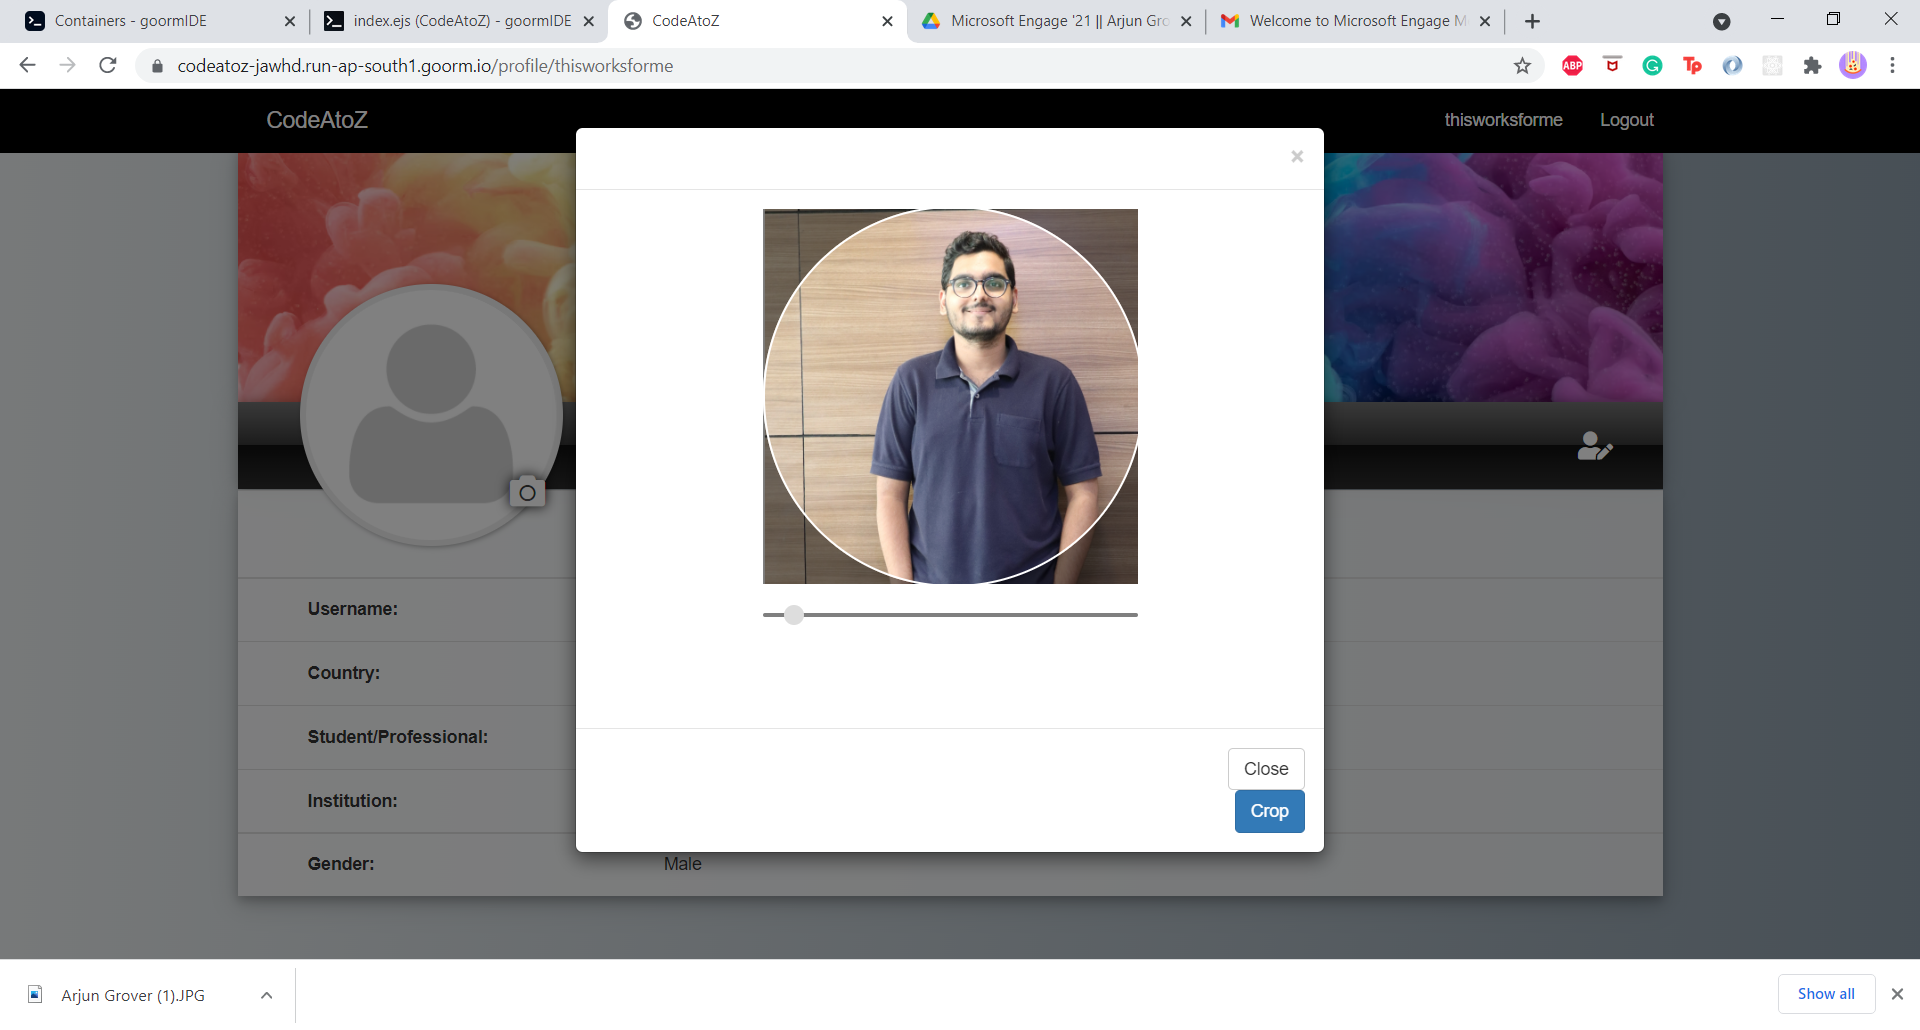 Containers - goormIDE
index.ejs (CodeAtoZ) - goormIDE
CodeAtoZ
Microsoft Engage '21 || Arjun Gro
Welcome to Microsoft Engage M
codeatoz-jawhd.run-ap-south1.goorm.io/profile/thisworksforme
ABP
Tp
CodeAtoZ
thisworksforme
Logout
×
Username:
Country:
Student/Professional:
Institution:
Gender:
Male
Close
Crop
Arjun Grover (1).JPG
Show all